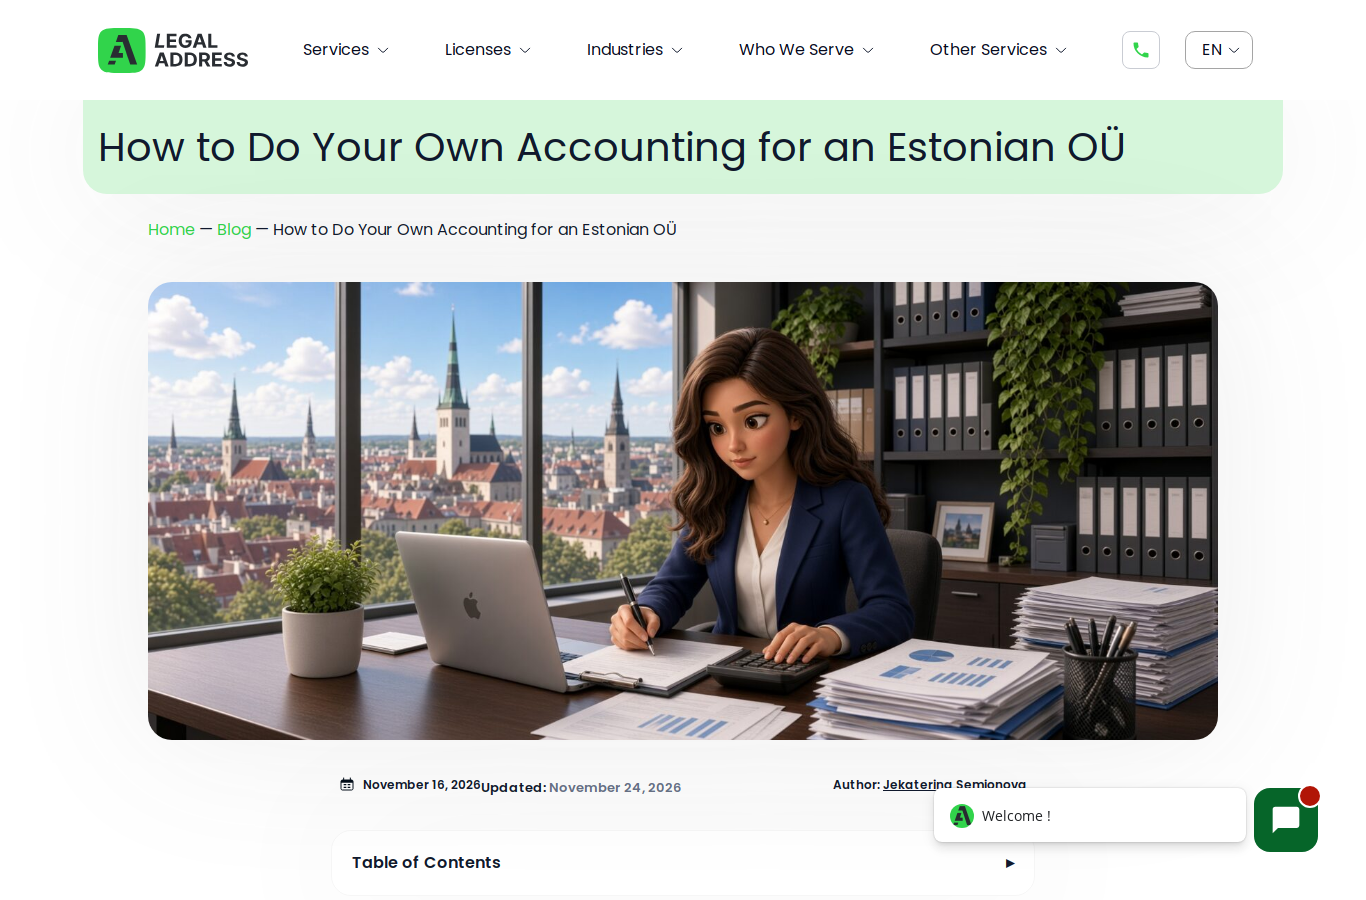 LEGAL
ADDRESS
Services
Licenses
Industries
Who We Serve
Other Services
EN
How to Do Your Own Accounting for an Estonian OÜ
Home — Blog — How to Do Your Own Accounting for an Estonian OÜ
November 16, 2026 Updated: November 24, 2026
Author: Jekaterina Semionova
Welcome !
Table of Contents